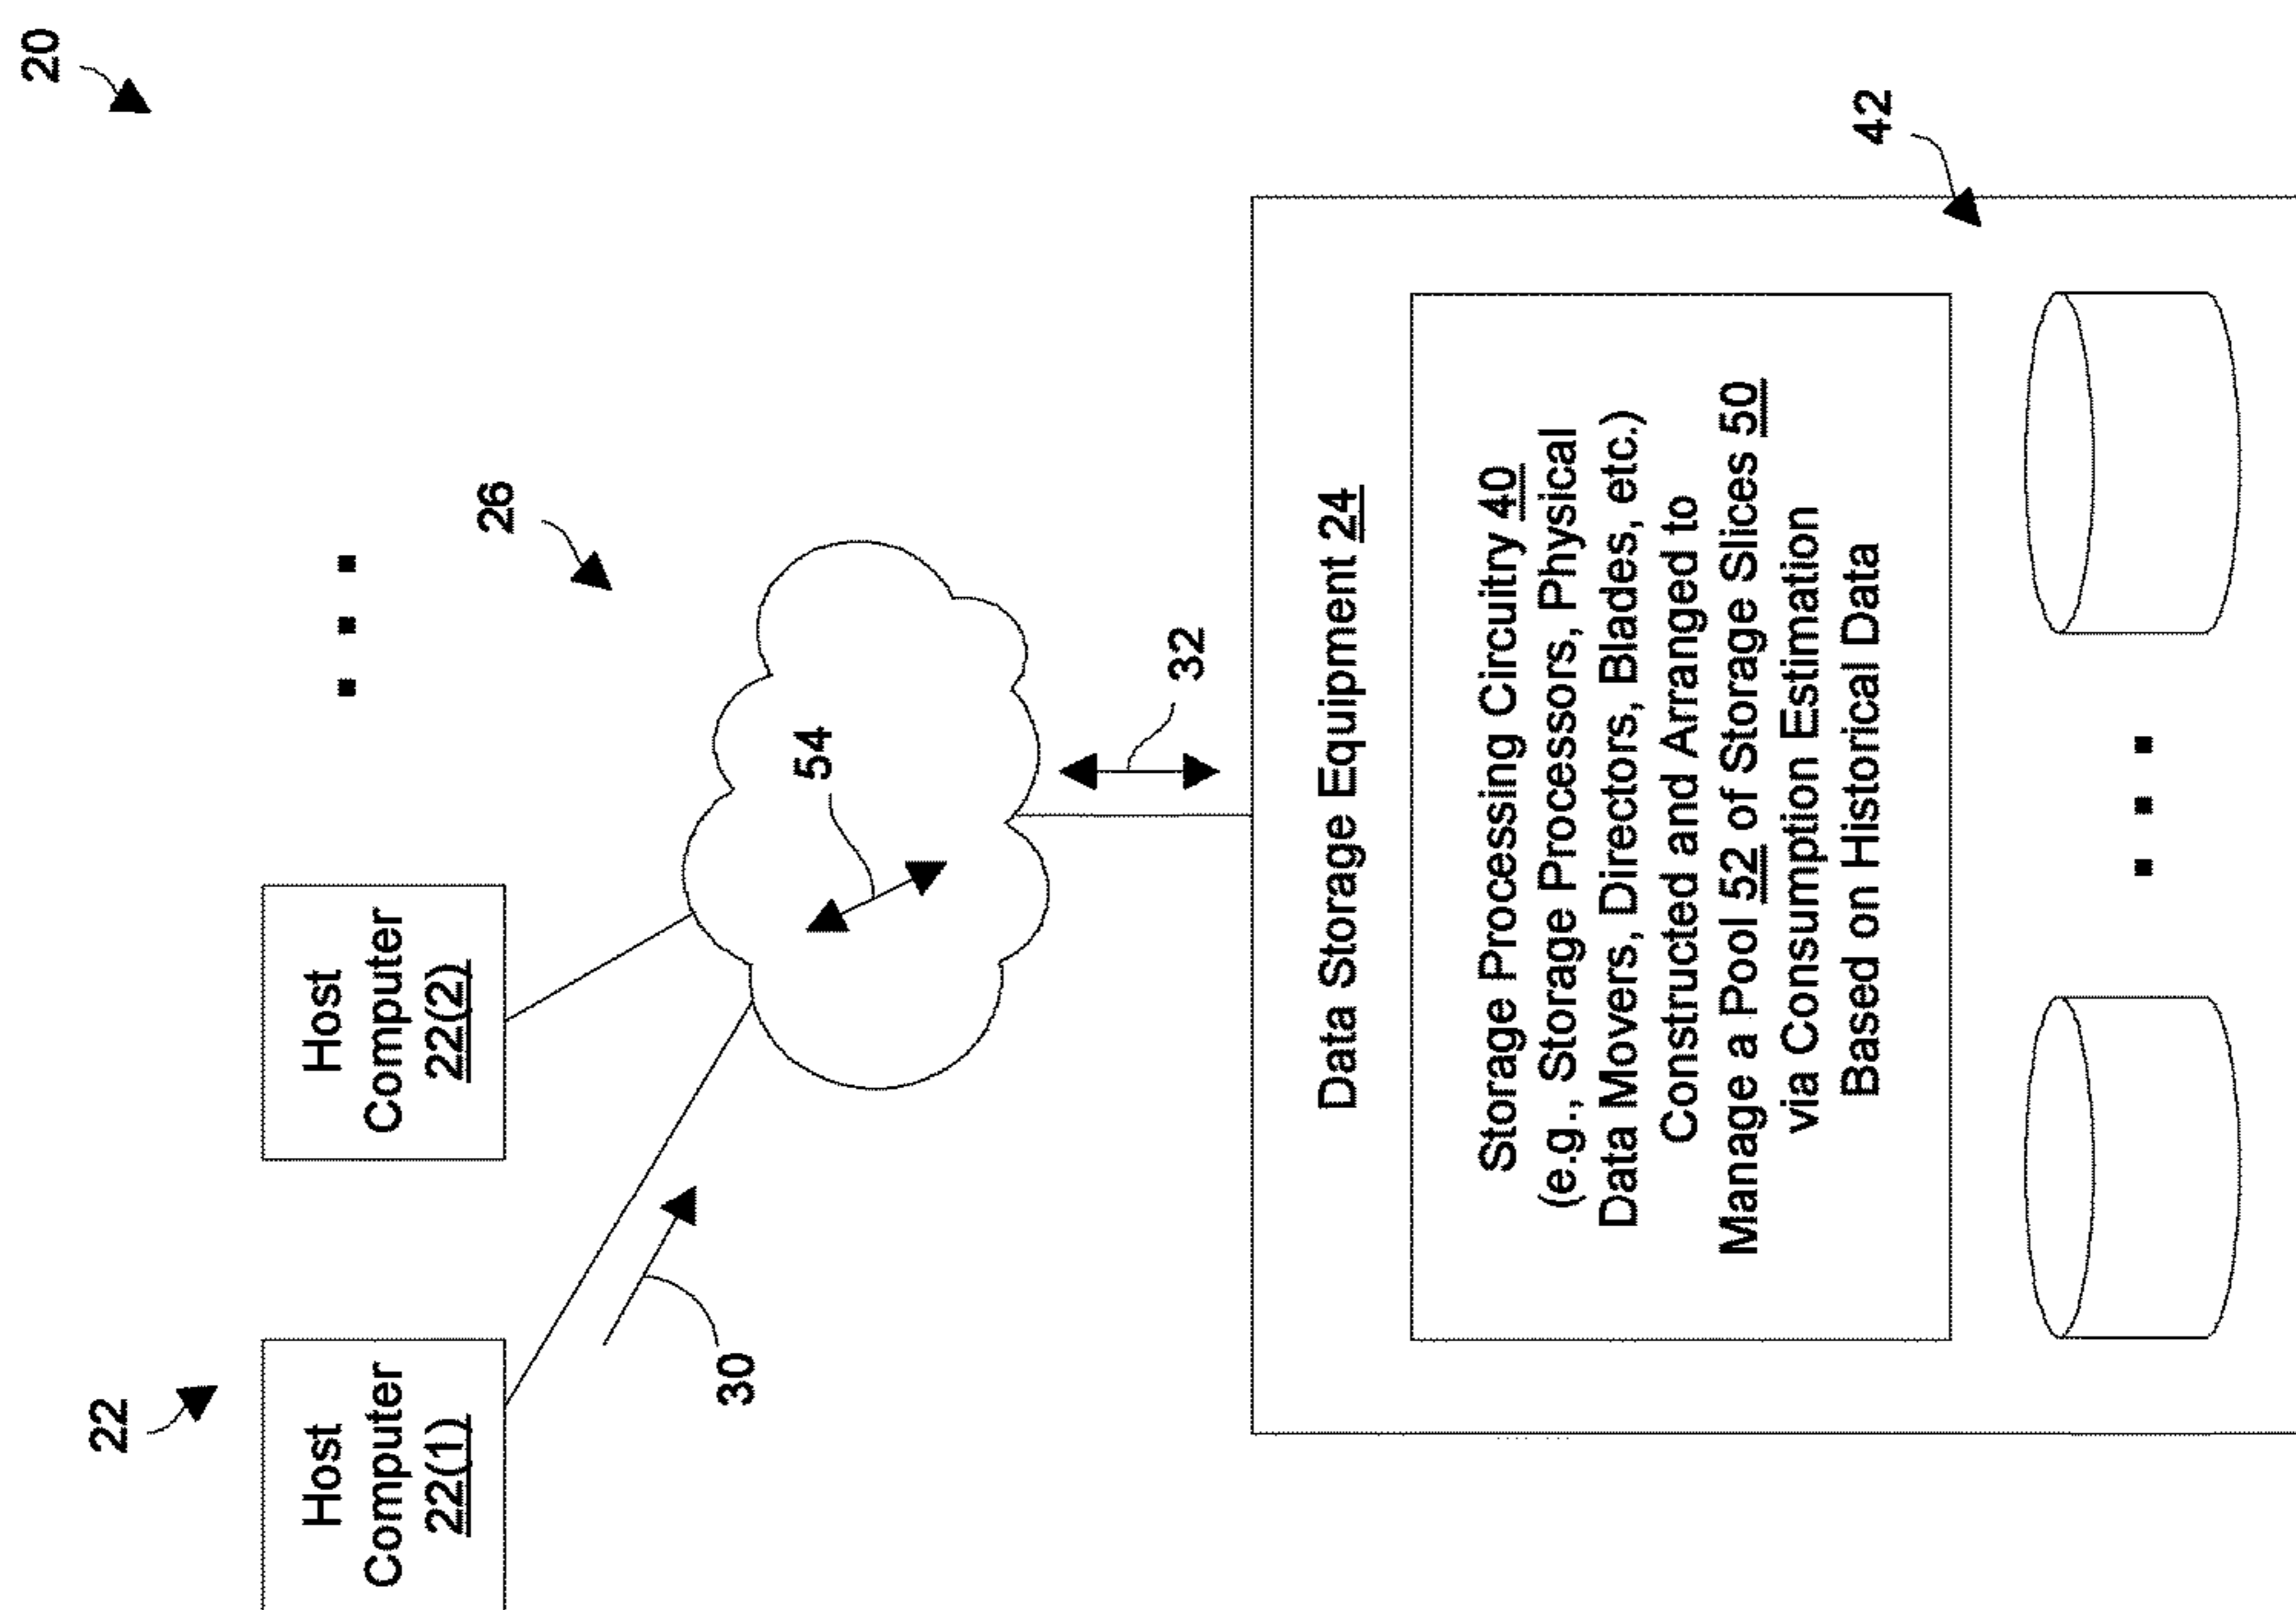 20
22
Host
Computer
22(1)
Host
Computer
22(2)
26
30
54
32
Data Storage Equipment 24
Storage Processing Circuitry 40
(e.g., Storage Processors, Physical
Data Movers, Directors, Blades, etc.)
Constructed and Arranged to
Manage a Pool 52 of Storage Slices 50
via Consumption Estimation
Based on Historical Data
42